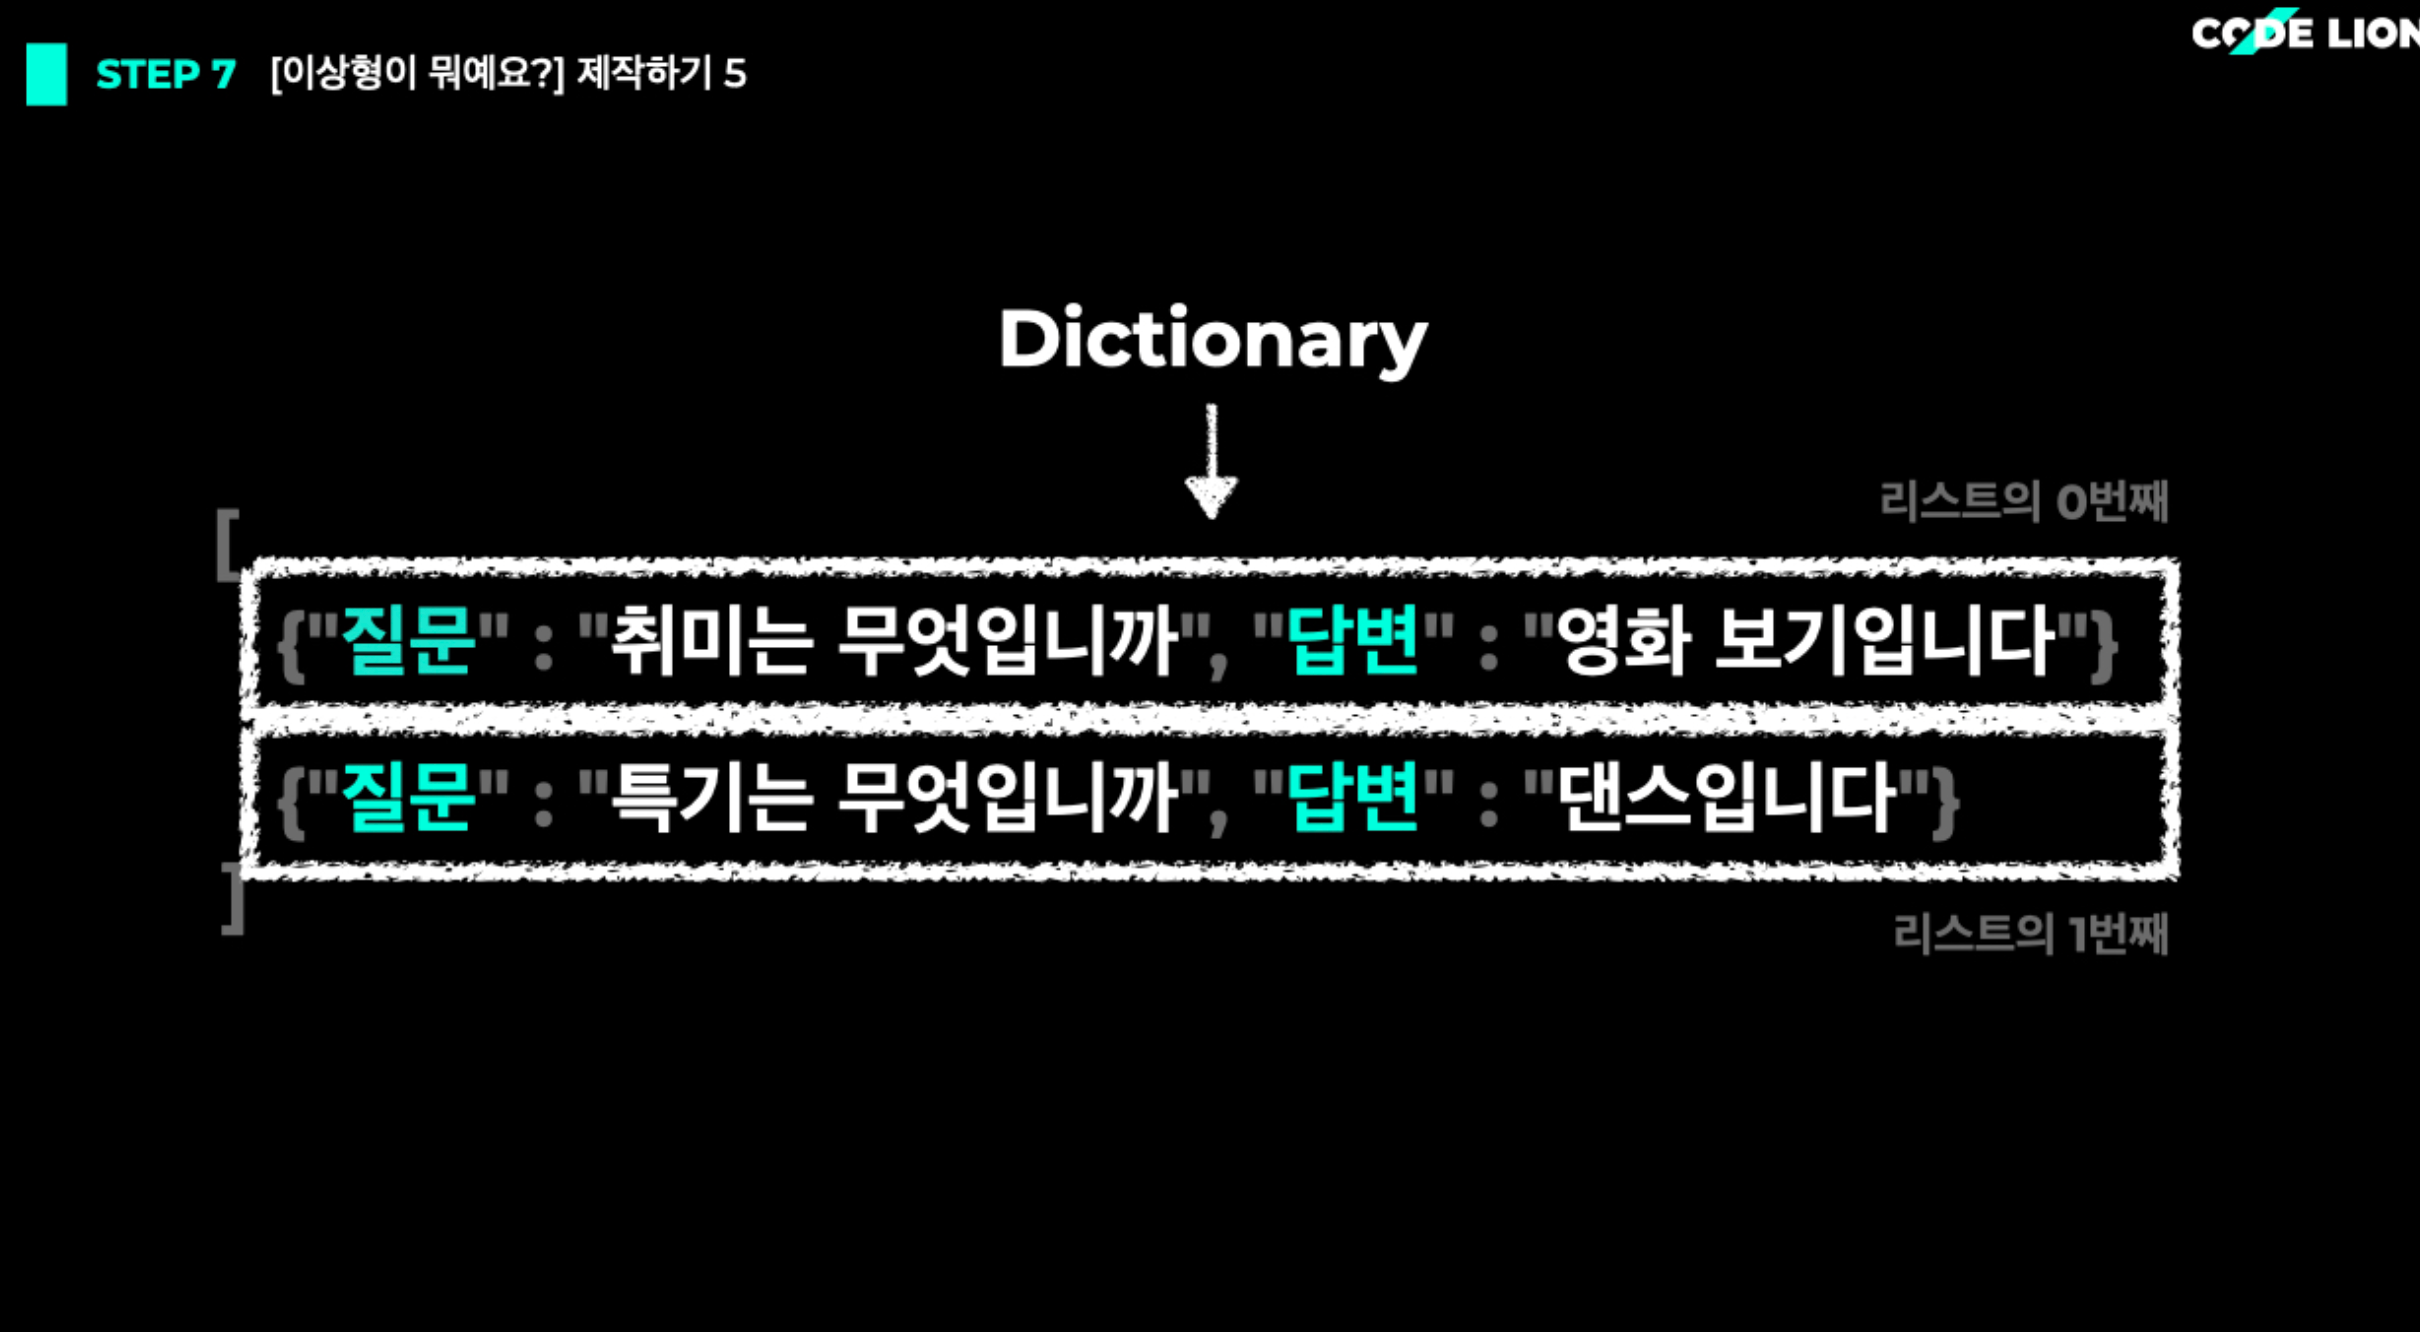 CODE LION
STEP 7 [이상형이 뭐예요?] 제작하기 5
Dictionary
리스트의 0번째
[
{"질문" : "취미는 무엇입니까", "답변" : "영화 보기입니다"}
{"질문" : "특기는 무엇입니까", "답변" : "댄스입니다"}
]
리스트의 1번째